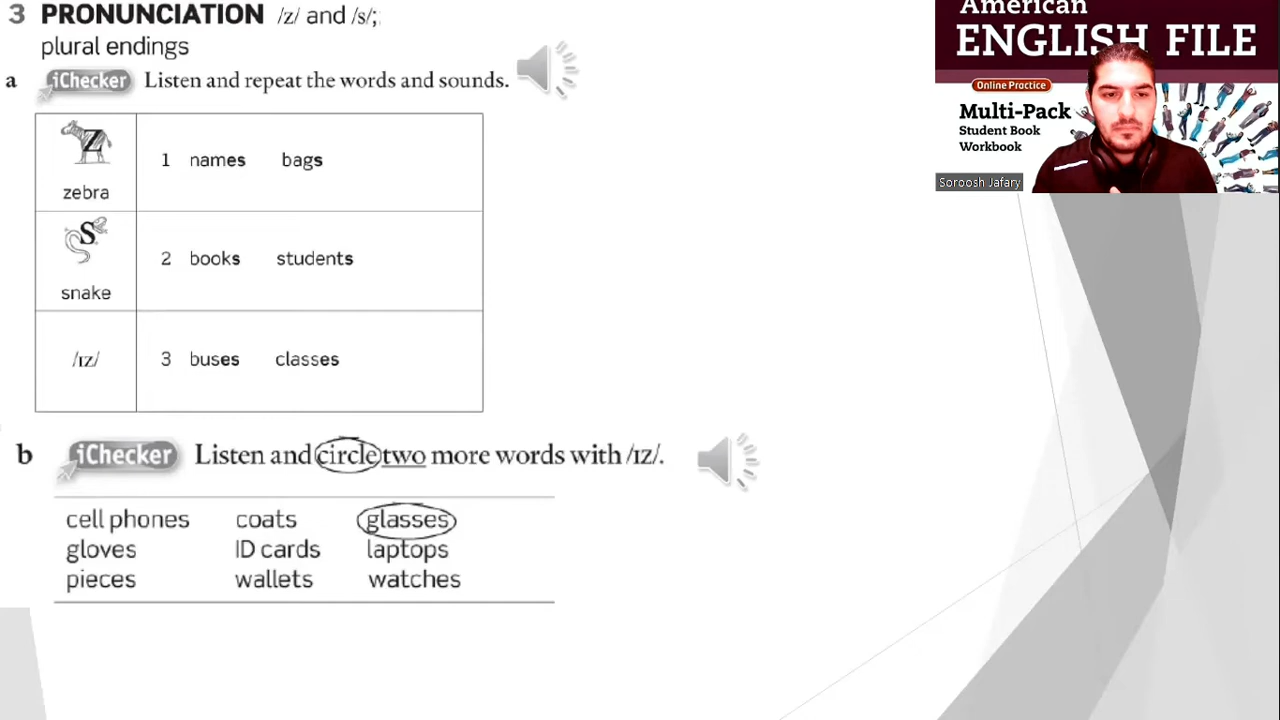 3 PRONUNCIATION /z/ and /s/;
plural endings
a iChecker Listen and repeat the words and sounds.
Z
zebra
1 names bags
S
snake
2 books students
/ɪz/
3 buses classes
b iChecker Listen and circle two more words with /ɪz/.
cell phones coats glasses
gloves ID cards laptops
pieces wallets watches
American
ENGLISH FILE
Online Practice
Multi-Pack
Student Book
Workbook
Soroosh Jafary